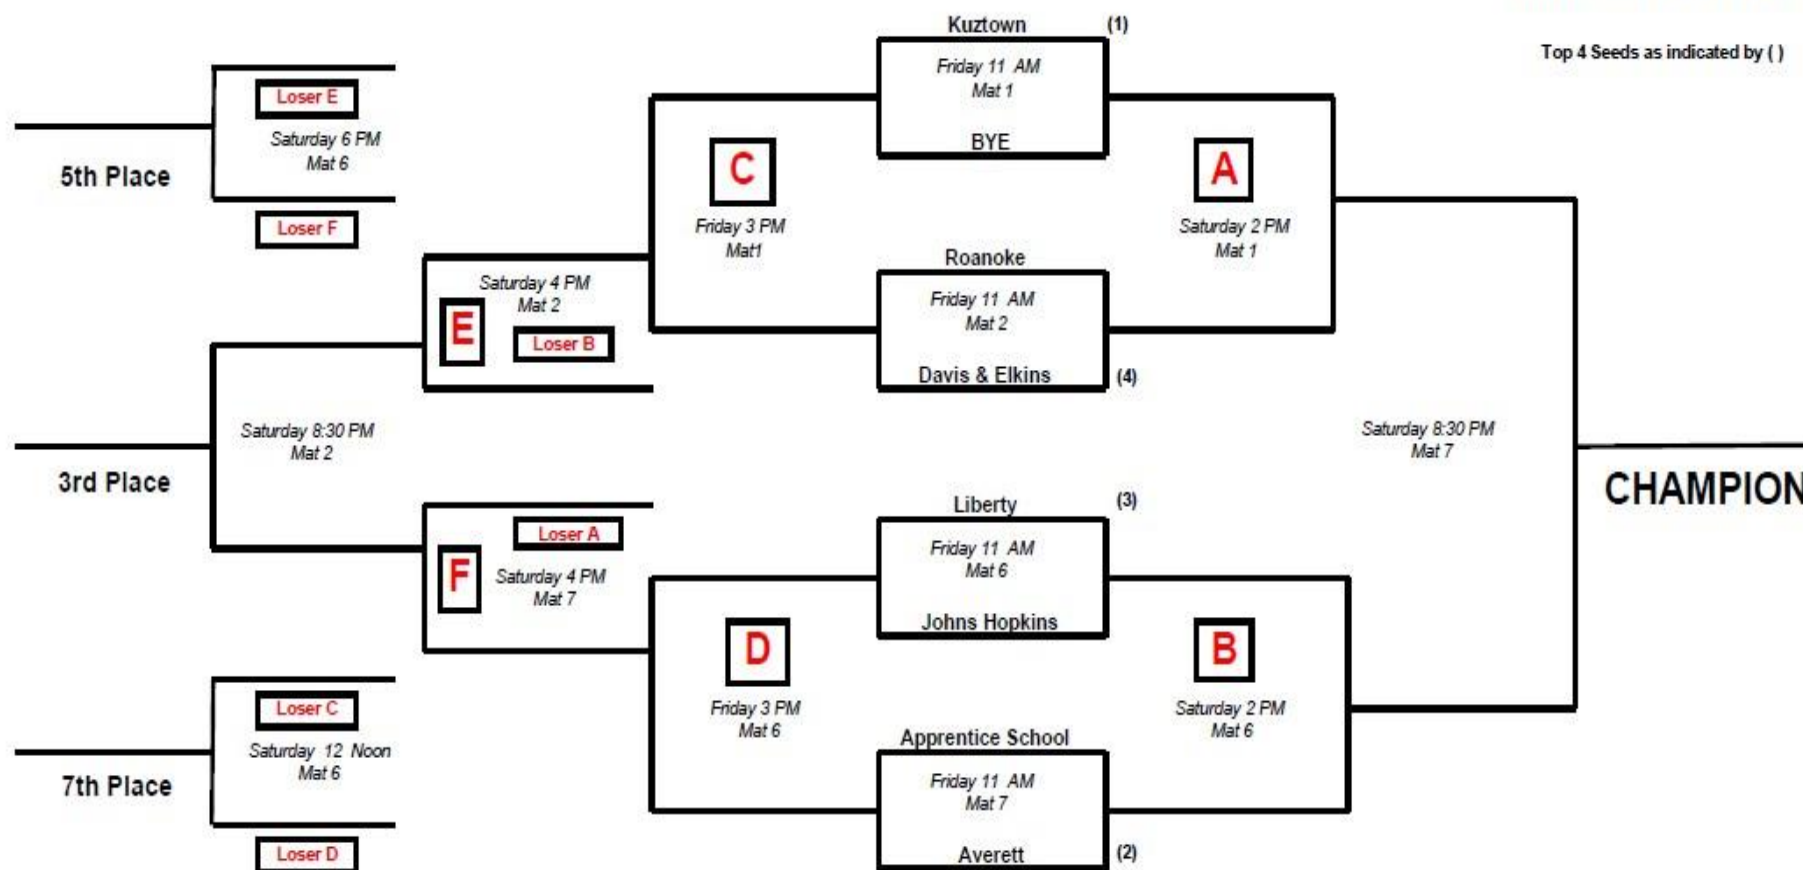 Kuztown (1)
Friday 11 AM
Mat 1
BYE
Top 4 Seeds as indicated by ( )
Loser E
Saturday 6 PM
Mat 6
5th Place
Loser F
C
Friday 3 PM
Mat1
A
Saturday 2 PM
Mat 1
Roanoke
Friday 11 AM
Mat 2
Davis & Elkins (4)
Saturday 4 PM
Mat 2
E
Loser B
Saturday 8:30 PM
Mat 2
3rd Place
Saturday 8:30 PM
Mat 7
CHAMPION
Liberty (3)
Friday 11 AM
Mat 6
Johns Hopkins
Loser A
F
Saturday 4 PM
Mat 7
D
Friday 3 PM
Mat 6
B
Saturday 2 PM
Mat 6
Loser C
Saturday 12 Noon
Mat 6
7th Place
Loser D
Apprentice School
Friday 11 AM
Mat 7
Averett (2)